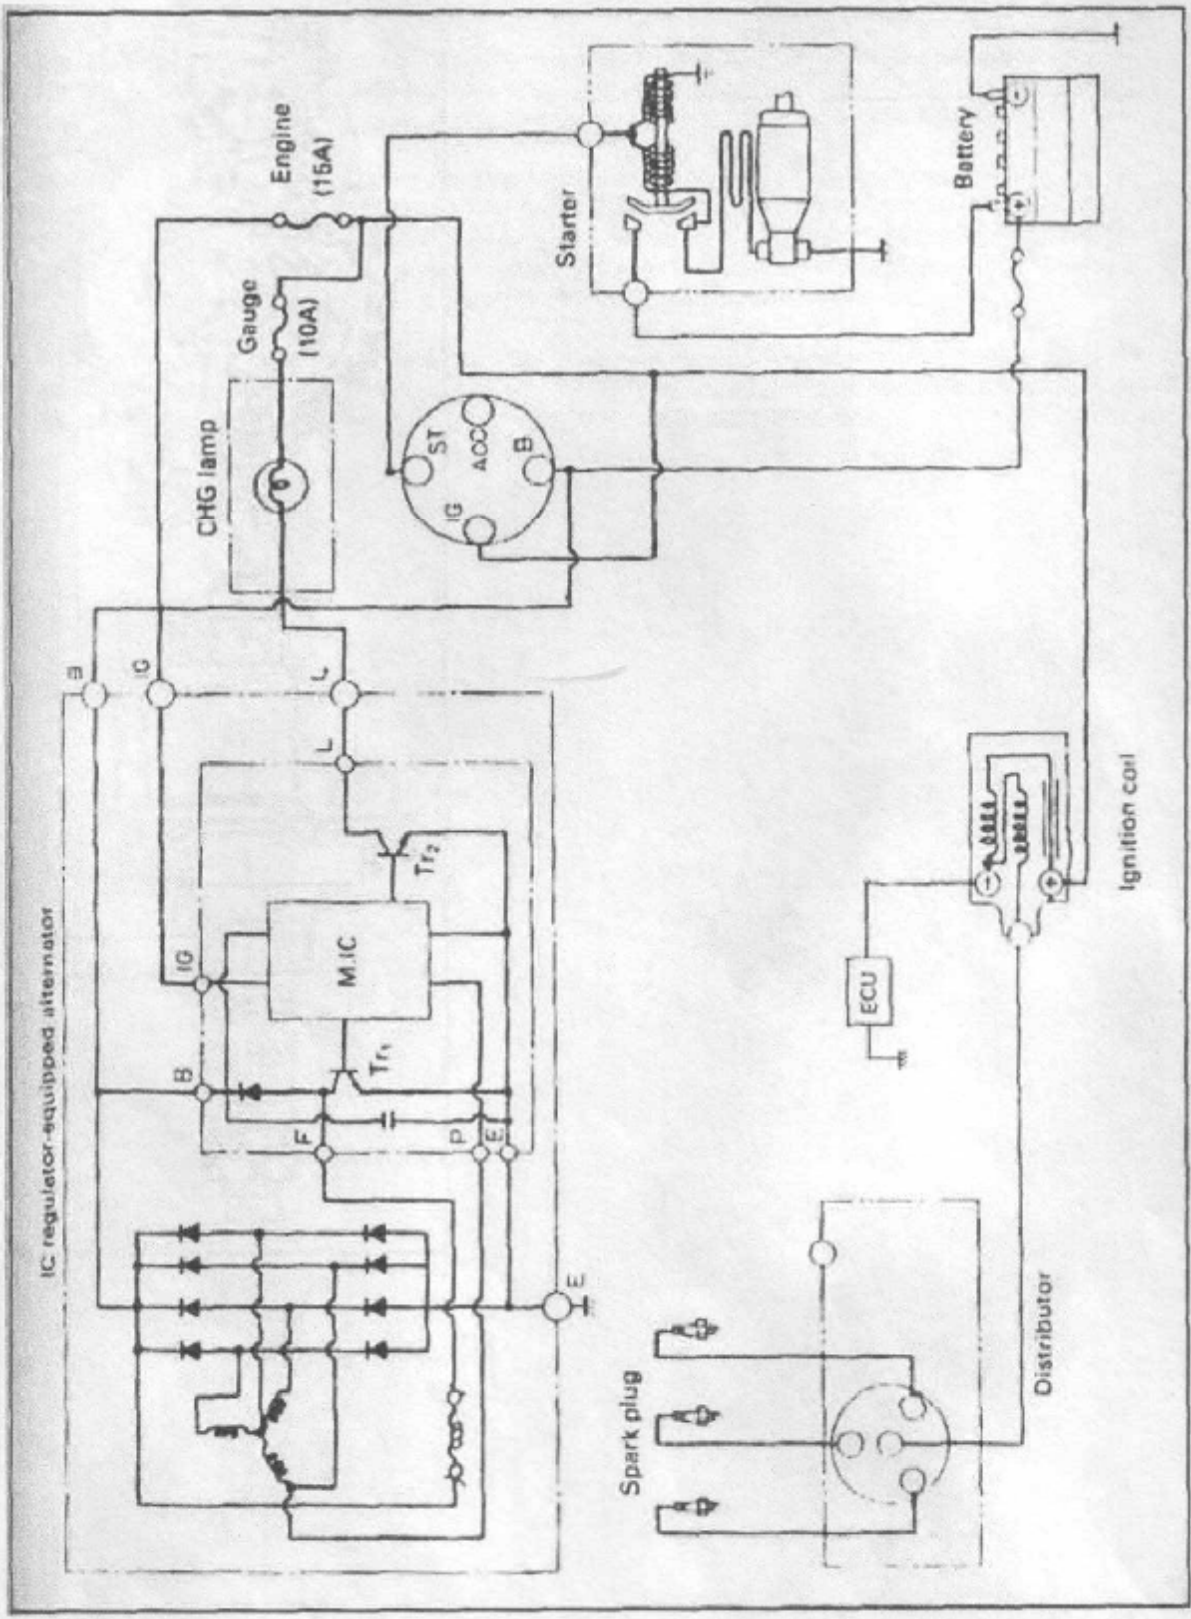 IC regulator-equipped alternator
B
IG
L
L
IG
B
F
P
E
E
M.IC
Tr1
Tr2
CHG lamp
Gauge
(10A)
Engine
(15A)
ST
ACC
B
IG
Starter
Battery
Ignition coil
ECU
Distributor
Spark plug